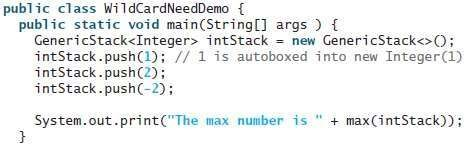 public class WildCardNeedDemo {
  public static void main(String[] args ) {
    GenericStack<Integer> intStack = new GenericStack<>();
    intStack.push(1); // 1 is autoboxed into new Integer(1)
    intStack.push(2);
    intStack.push(-2);

    System.out.print("The max number is " + max(intStack));
  }